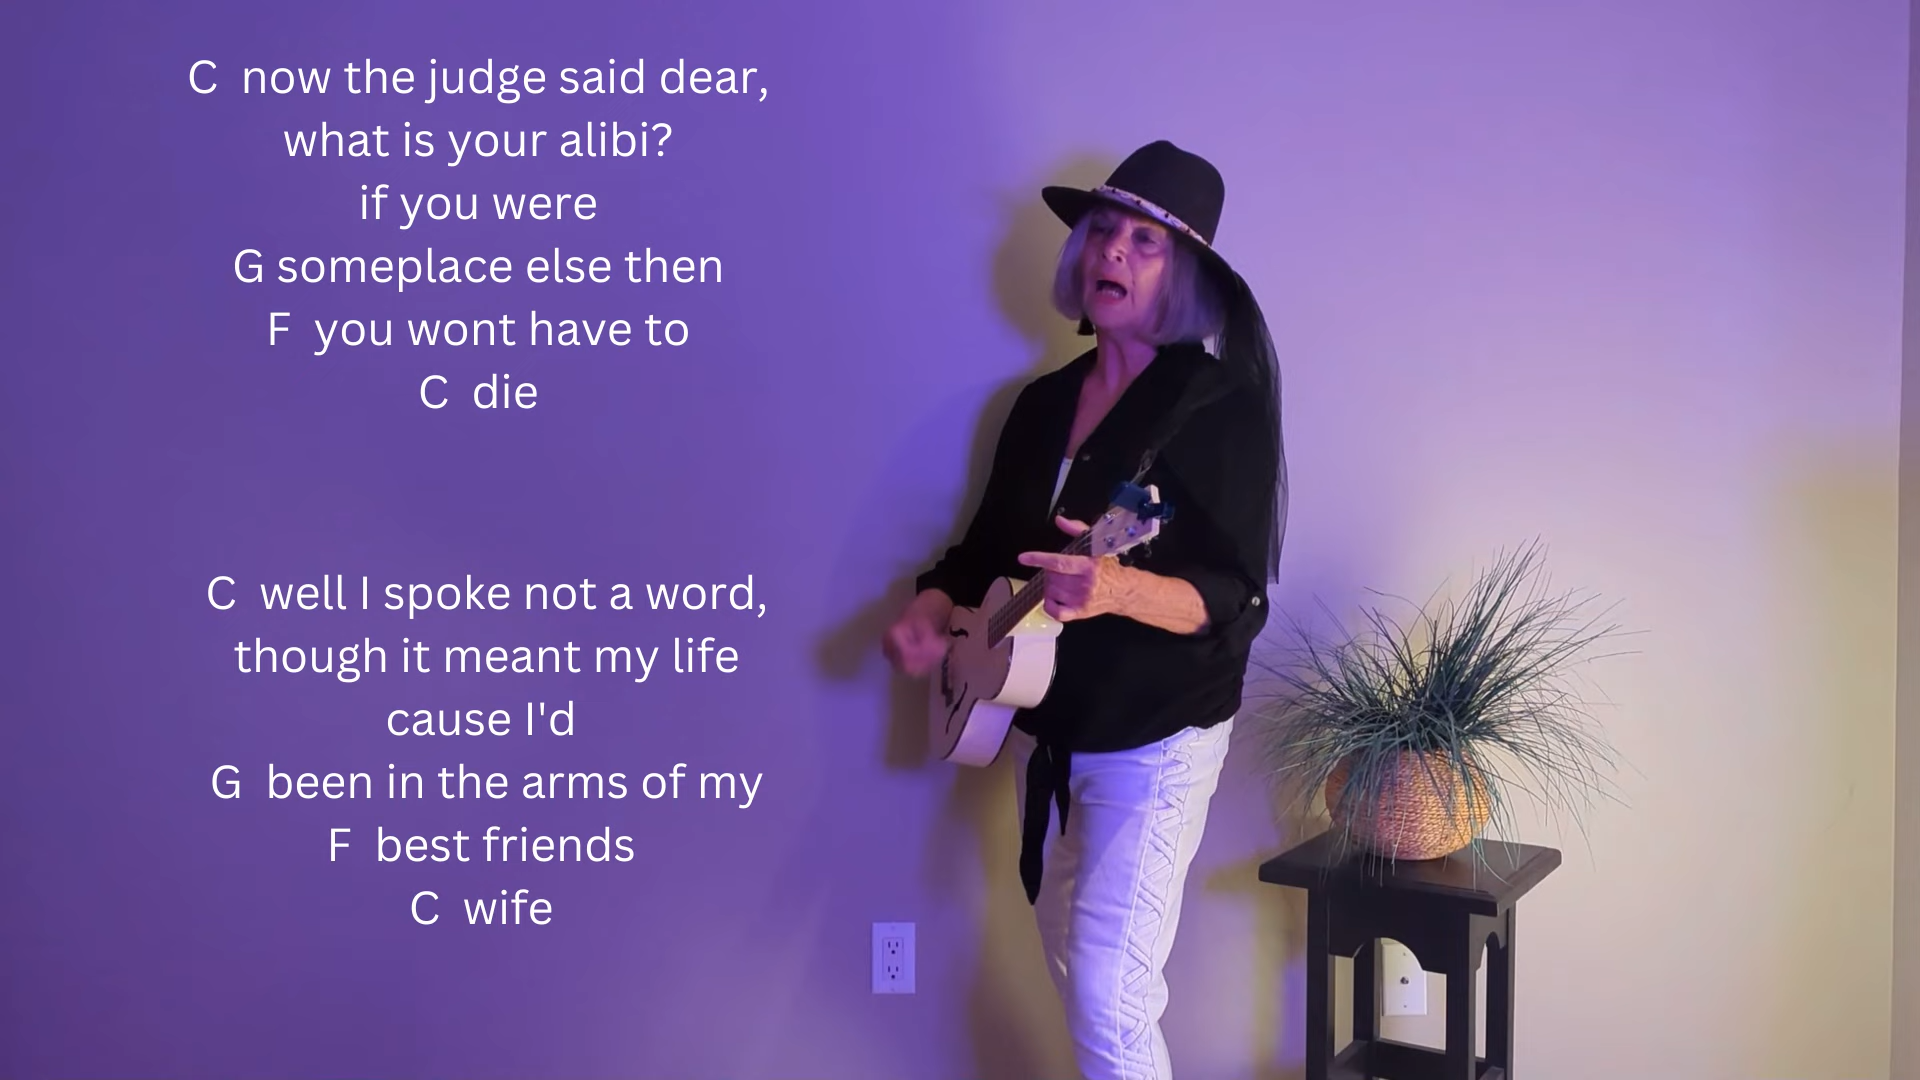 C  now the judge said dear,
what is your alibi?
if you were
G someplace else then
F  you wont have to
C  die
C  well I spoke not a word,
though it meant my life
cause I'd
G  been in the arms of my
F  best friends
C  wife